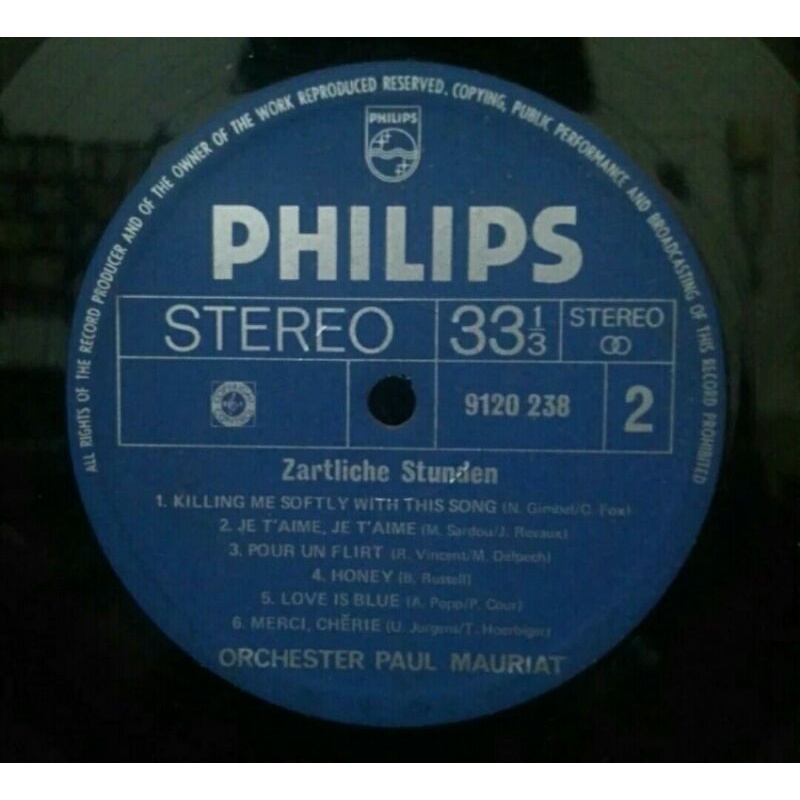 ALL RIGHTS OF THE RECORD PRODUCER AND OF THE OWNER OF THE WORK REPRODUCED RESERVED. COPYING, PUBLIC PERFORMANCE AND BROADCASTING OF THIS RECORD PROHIBITED
PHILIPS
PHILIPS
STEREO 33 1/3 STEREO
9120 238 2
Zartliche Stunden
1. KILLING ME SOFTLY WITH THIS SONG (N. Gimbel/C. Fox)
2. JE T'AIME, JE T'AIME (M. Sardou/J. Revaux)
3. POUR UN FLIRT (R. Vincent/M. Delpech)
4. HONEY (B. Russell)
5. LOVE IS BLUE (A. Popp/P. Cour)
6. MERCI, CHĔRIE (U. Jurgens/T. Hoerbiger)
ORCHESTER PAUL MAURIAT